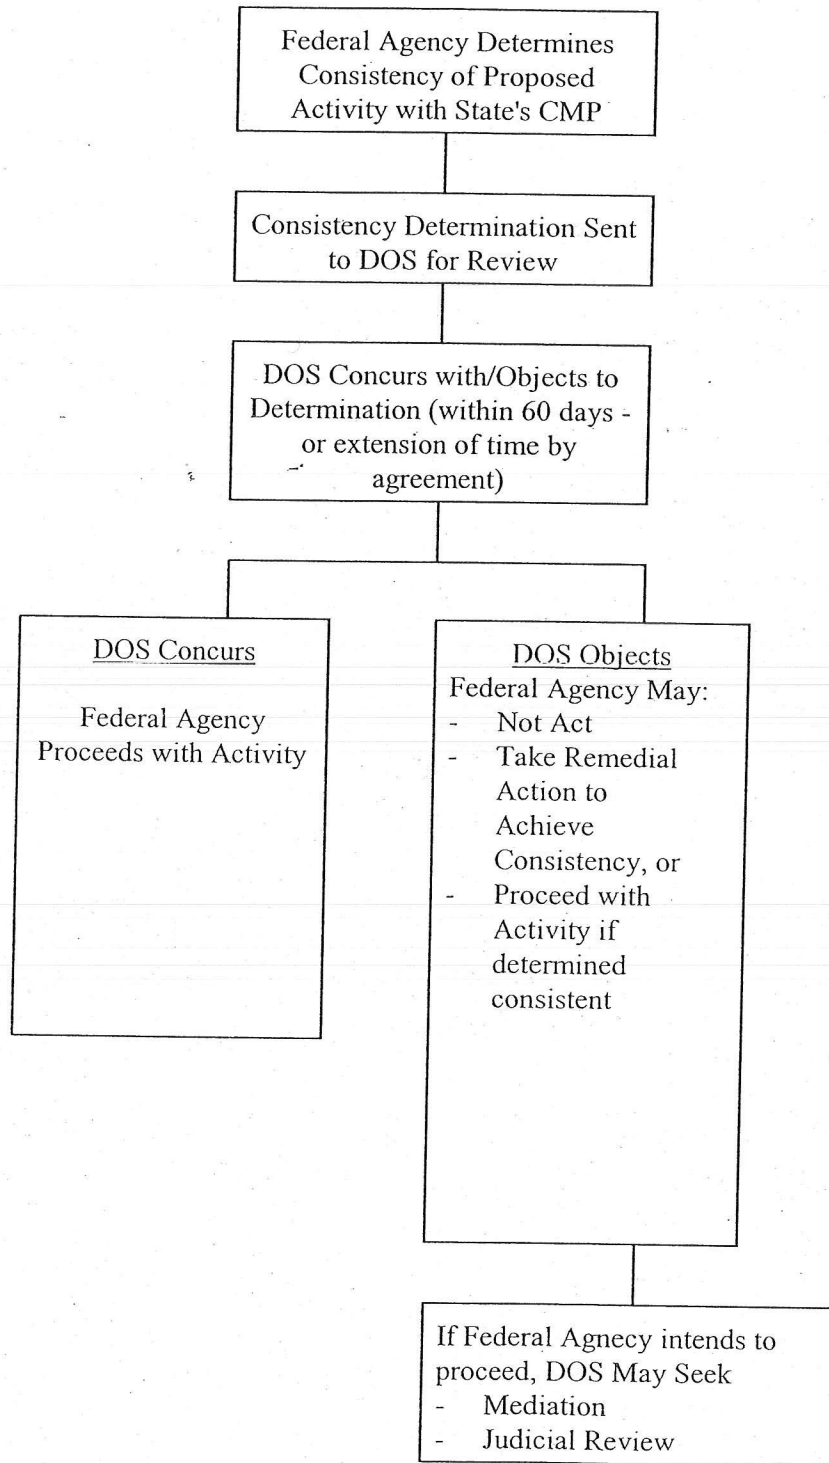 Federal Agency Determines
Consistency of Proposed
Activity with State's CMP
Consistency Determination Sent
to DOS for Review
DOS Concurs with/Objects to
Determination (within 60 days -
or extension of time by
agreement)
DOS Concurs
Federal Agency
Proceeds with Activity
DOS Objects
Federal Agency May:
- Not Act
- Take Remedial
Action to
Achieve
Consistency, or
- Proceed with
Activity if
determined
consistent
If Federal Agnecy intends to
proceed, DOS May Seek
- Mediation
- Judicial Review